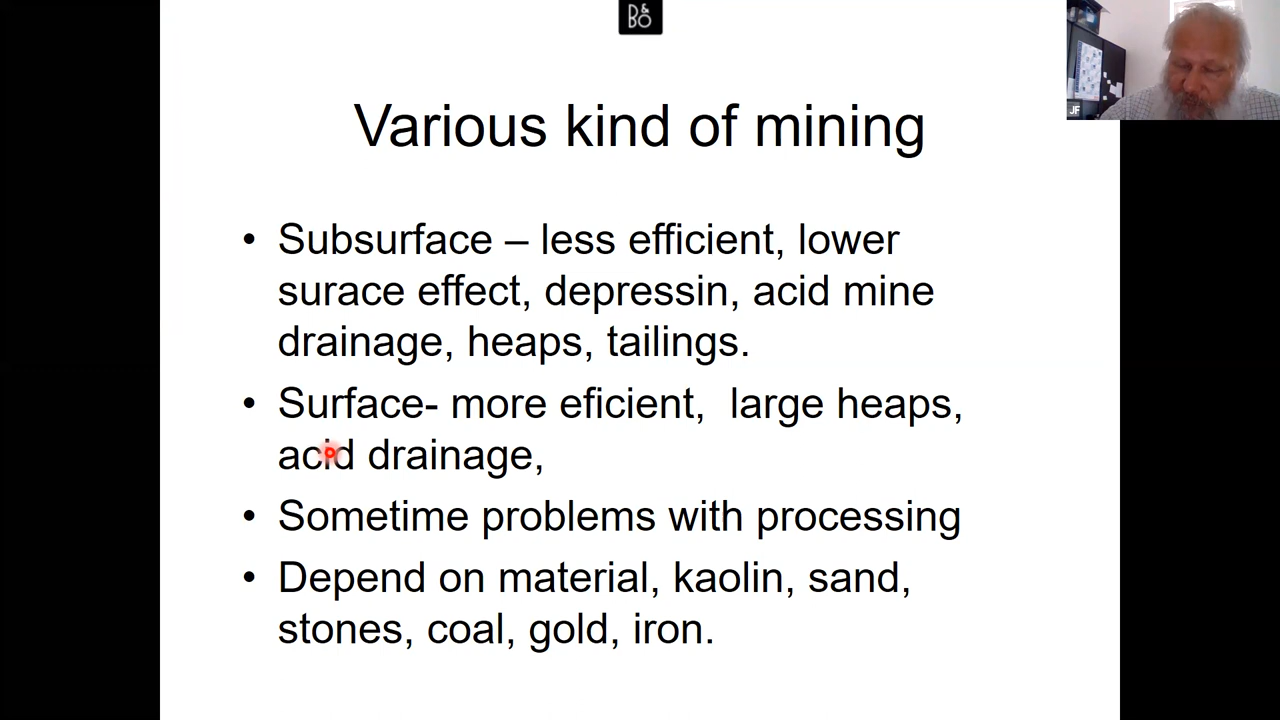 B&O
JF
Various kind of mining
• Subsurface – less efficient, lower
surace effect, depressin, acid mine
drainage, heaps, tailings.
• Surface- more eficient,  large heaps,
acid drainage,
• Sometime problems with processing
• Depend on material, kaolin, sand,
stones, coal, gold, iron.